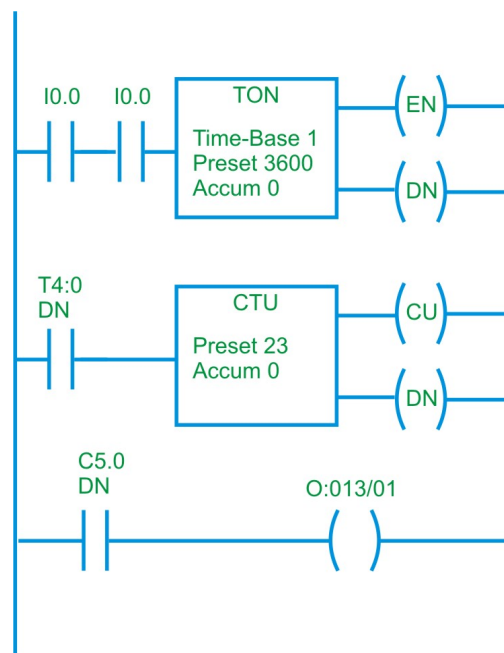 I0.0 I0.0
TON
EN
Time-Base 1
Preset 3600
Accum 0
DN
T4:0
DN
CTU
CU
Preset 23
Accum 0
DN
C5.0
DN
O:013/01